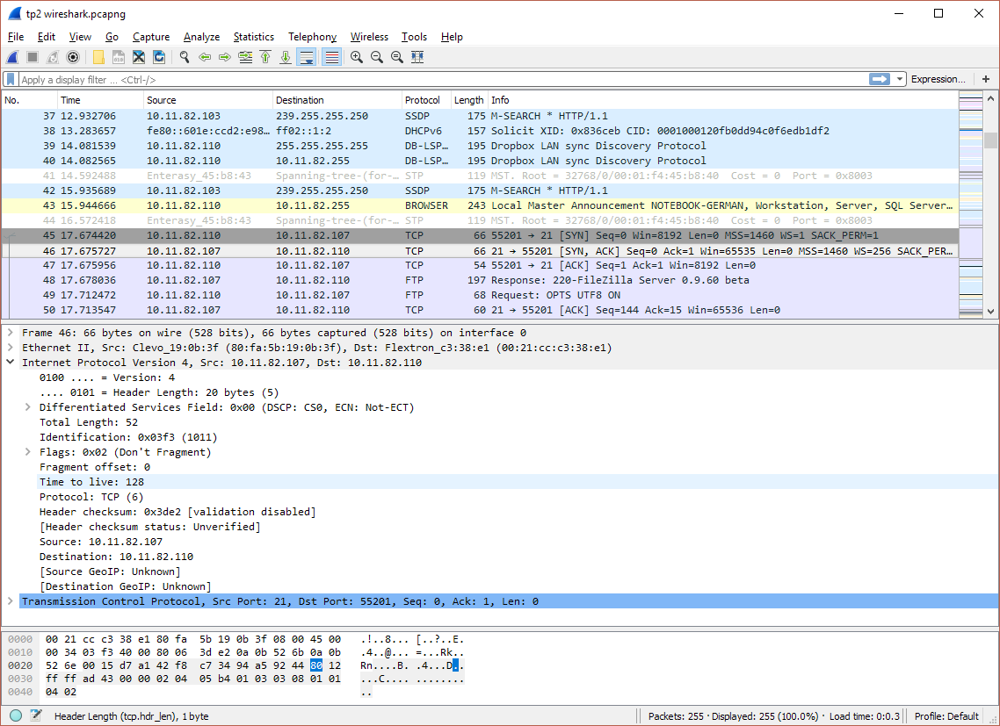 tp2 wireshark.pcapng
File Edit View Go Capture Analyze Statistics Telephony Wireless Tools Help
Apply a display filter ... <Ctrl-/> Expression... +
No. Time Source Destination Protocol Length Info
37 12.932706 10.11.82.103 239.255.255.250 SSDP 175 M-SEARCH * HTTP/1.1
38 13.283657 fe80::601e:ccd2:e98… ff02::1:2 DHCPv6 157 Solicit XID: 0x836ceb CID: 0001000120fb0dd94c0f6edb1df2
39 14.081539 10.11.82.110 255.255.255.255 DB-LSP… 195 Dropbox LAN sync Discovery Protocol
40 14.082565 10.11.82.110 10.11.82.255 DB-LSP… 195 Dropbox LAN sync Discovery Protocol
41 14.592488 Enterasy_45:b8:43 Spanning-tree-(for-… STP 119 MST. Root = 32768/0/00:01:f4:45:b8:40 Cost = 0 Port = 0x8003
42 15.935689 10.11.82.103 239.255.255.250 SSDP 175 M-SEARCH * HTTP/1.1
43 15.944666 10.11.82.110 10.11.82.255 BROWSER 243 Local Master Announcement NOTEBOOK-GERMAN, Workstation, Server, SQL Server…
44 16.572418 Enterasy_45:b8:43 Spanning-tree-(for-… STP 119 MST. Root = 32768/0/00:01:f4:45:b8:40 Cost = 0 Port = 0x8003
45 17.674420 10.11.82.110 10.11.82.107 TCP 66 55201 → 21 [SYN] Seq=0 Win=8192 Len=0 MSS=1460 WS=1 SACK_PERM=1
46 17.675727 10.11.82.107 10.11.82.110 TCP 66 21 → 55201 [SYN, ACK] Seq=0 Ack=1 Win=65535 Len=0 MSS=1460 WS=256 SACK_PER…
47 17.675956 10.11.82.110 10.11.82.107 TCP 54 55201 → 21 [ACK] Seq=1 Ack=1 Win=8192 Len=0
48 17.678036 10.11.82.107 10.11.82.110 FTP 197 Response: 220-FileZilla Server 0.9.60 beta
49 17.712472 10.11.82.110 10.11.82.107 FTP 68 Request: OPTS UTF8 ON
50 17.713547 10.11.82.107 10.11.82.110 TCP 60 21 → 55201 [ACK] Seq=144 Ack=15 Win=65536 Len=0
Frame 46: 66 bytes on wire (528 bits), 66 bytes captured (528 bits) on interface 0
Ethernet II, Src: Clevo_19:0b:3f (80:fa:5b:19:0b:3f), Dst: Flextron_c3:38:e1 (00:21:cc:c3:38:e1)
Internet Protocol Version 4, Src: 10.11.82.107, Dst: 10.11.82.110
0100 .... = Version: 4
.... 0101 = Header Length: 20 bytes (5)
Differentiated Services Field: 0x00 (DSCP: CS0, ECN: Not-ECT)
Total Length: 52
Identification: 0x03f3 (1011)
Flags: 0x02 (Don't Fragment)
Fragment offset: 0
Time to live: 128
Protocol: TCP (6)
Header checksum: 0x3de2 [validation disabled]
[Header checksum status: Unverified]
Source: 10.11.82.107
Destination: 10.11.82.110
[Source GeoIP: Unknown]
[Destination GeoIP: Unknown]
Transmission Control Protocol, Src Port: 21, Dst Port: 55201, Seq: 0, Ack: 1, Len: 0
0000 00 21 cc c3 38 e1 80 fa 5b 19 0b 3f 08 00 45 00 .!..8... [..?..E.
0010 00 34 03 f3 40 00 80 06 3d e2 0a 0b 52 6b 0a 0b .4..@... =...Rk..
0020 52 6e 00 15 d7 a1 42 f8 c7 34 94 a5 92 44 80 12 Rn....B. .4...D..
0030 ff ff ad 43 00 00 02 04 05 b4 01 03 03 08 01 01 ...C.... ........
0040 04 02 ..
Header Length (tcp.hdr_len), 1 byte Packets: 255 · Displayed: 255 (100.0%) · Load time: 0:0.3 Profile: Default